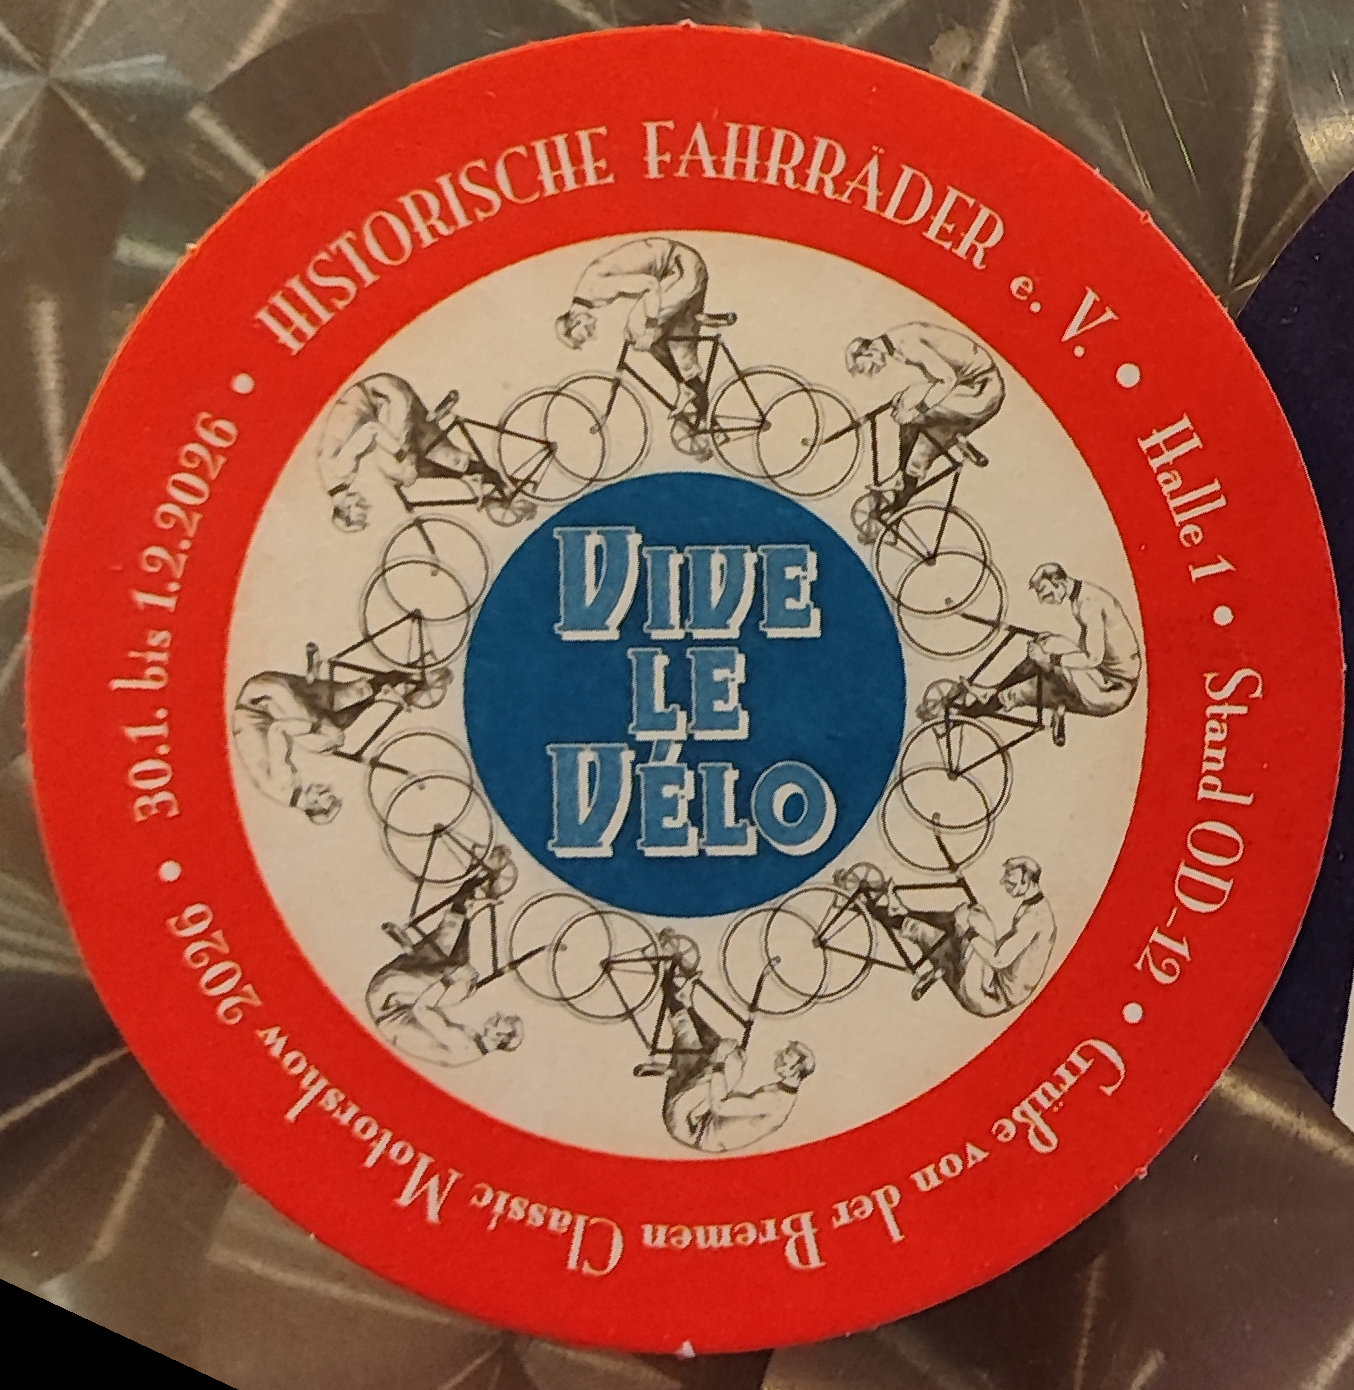 HISTORISCHE FAHRRÄDER e. V. • Halle 1 • Stand OD-12 • Grüße von der Bremen Classic Motorshow 2026 • 30.1. bis 1.2.2026 •
VIVE
LE
VÉLO